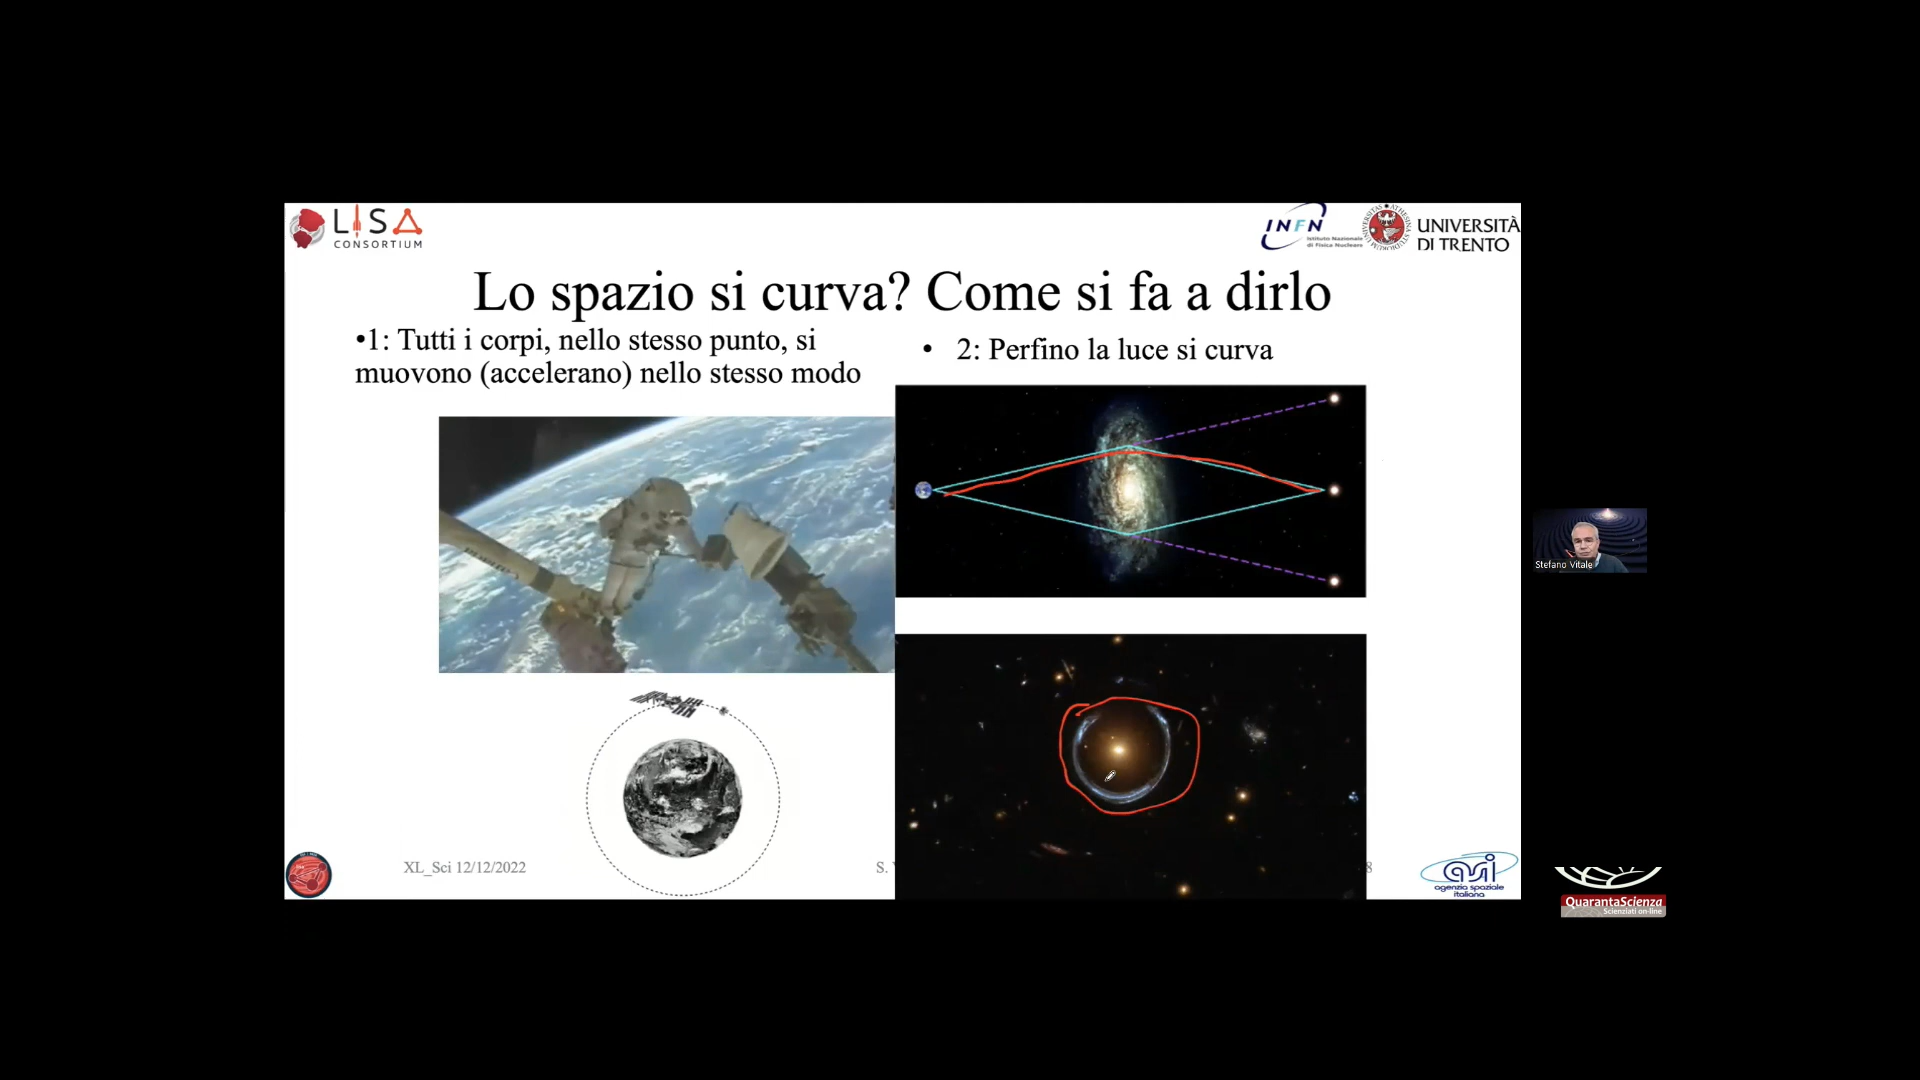 LISA
CONSORTIUM
INFN
Istituto Nazionale
di Fisica Nucleare
UNIVERSITÀ
DI TRENTO
Lo spazio si curva? Come si fa a dirlo
•1: Tutti i corpi, nello stesso punto, si
muovono (accelerano) nello stesso modo
• 2: Perfino la luce si curva
Stefano Vitale
XL_Sci 12/12/2022
S.
8
asi
agenzia spaziale
italiana
QuarantaScienza
Scienziati on-line